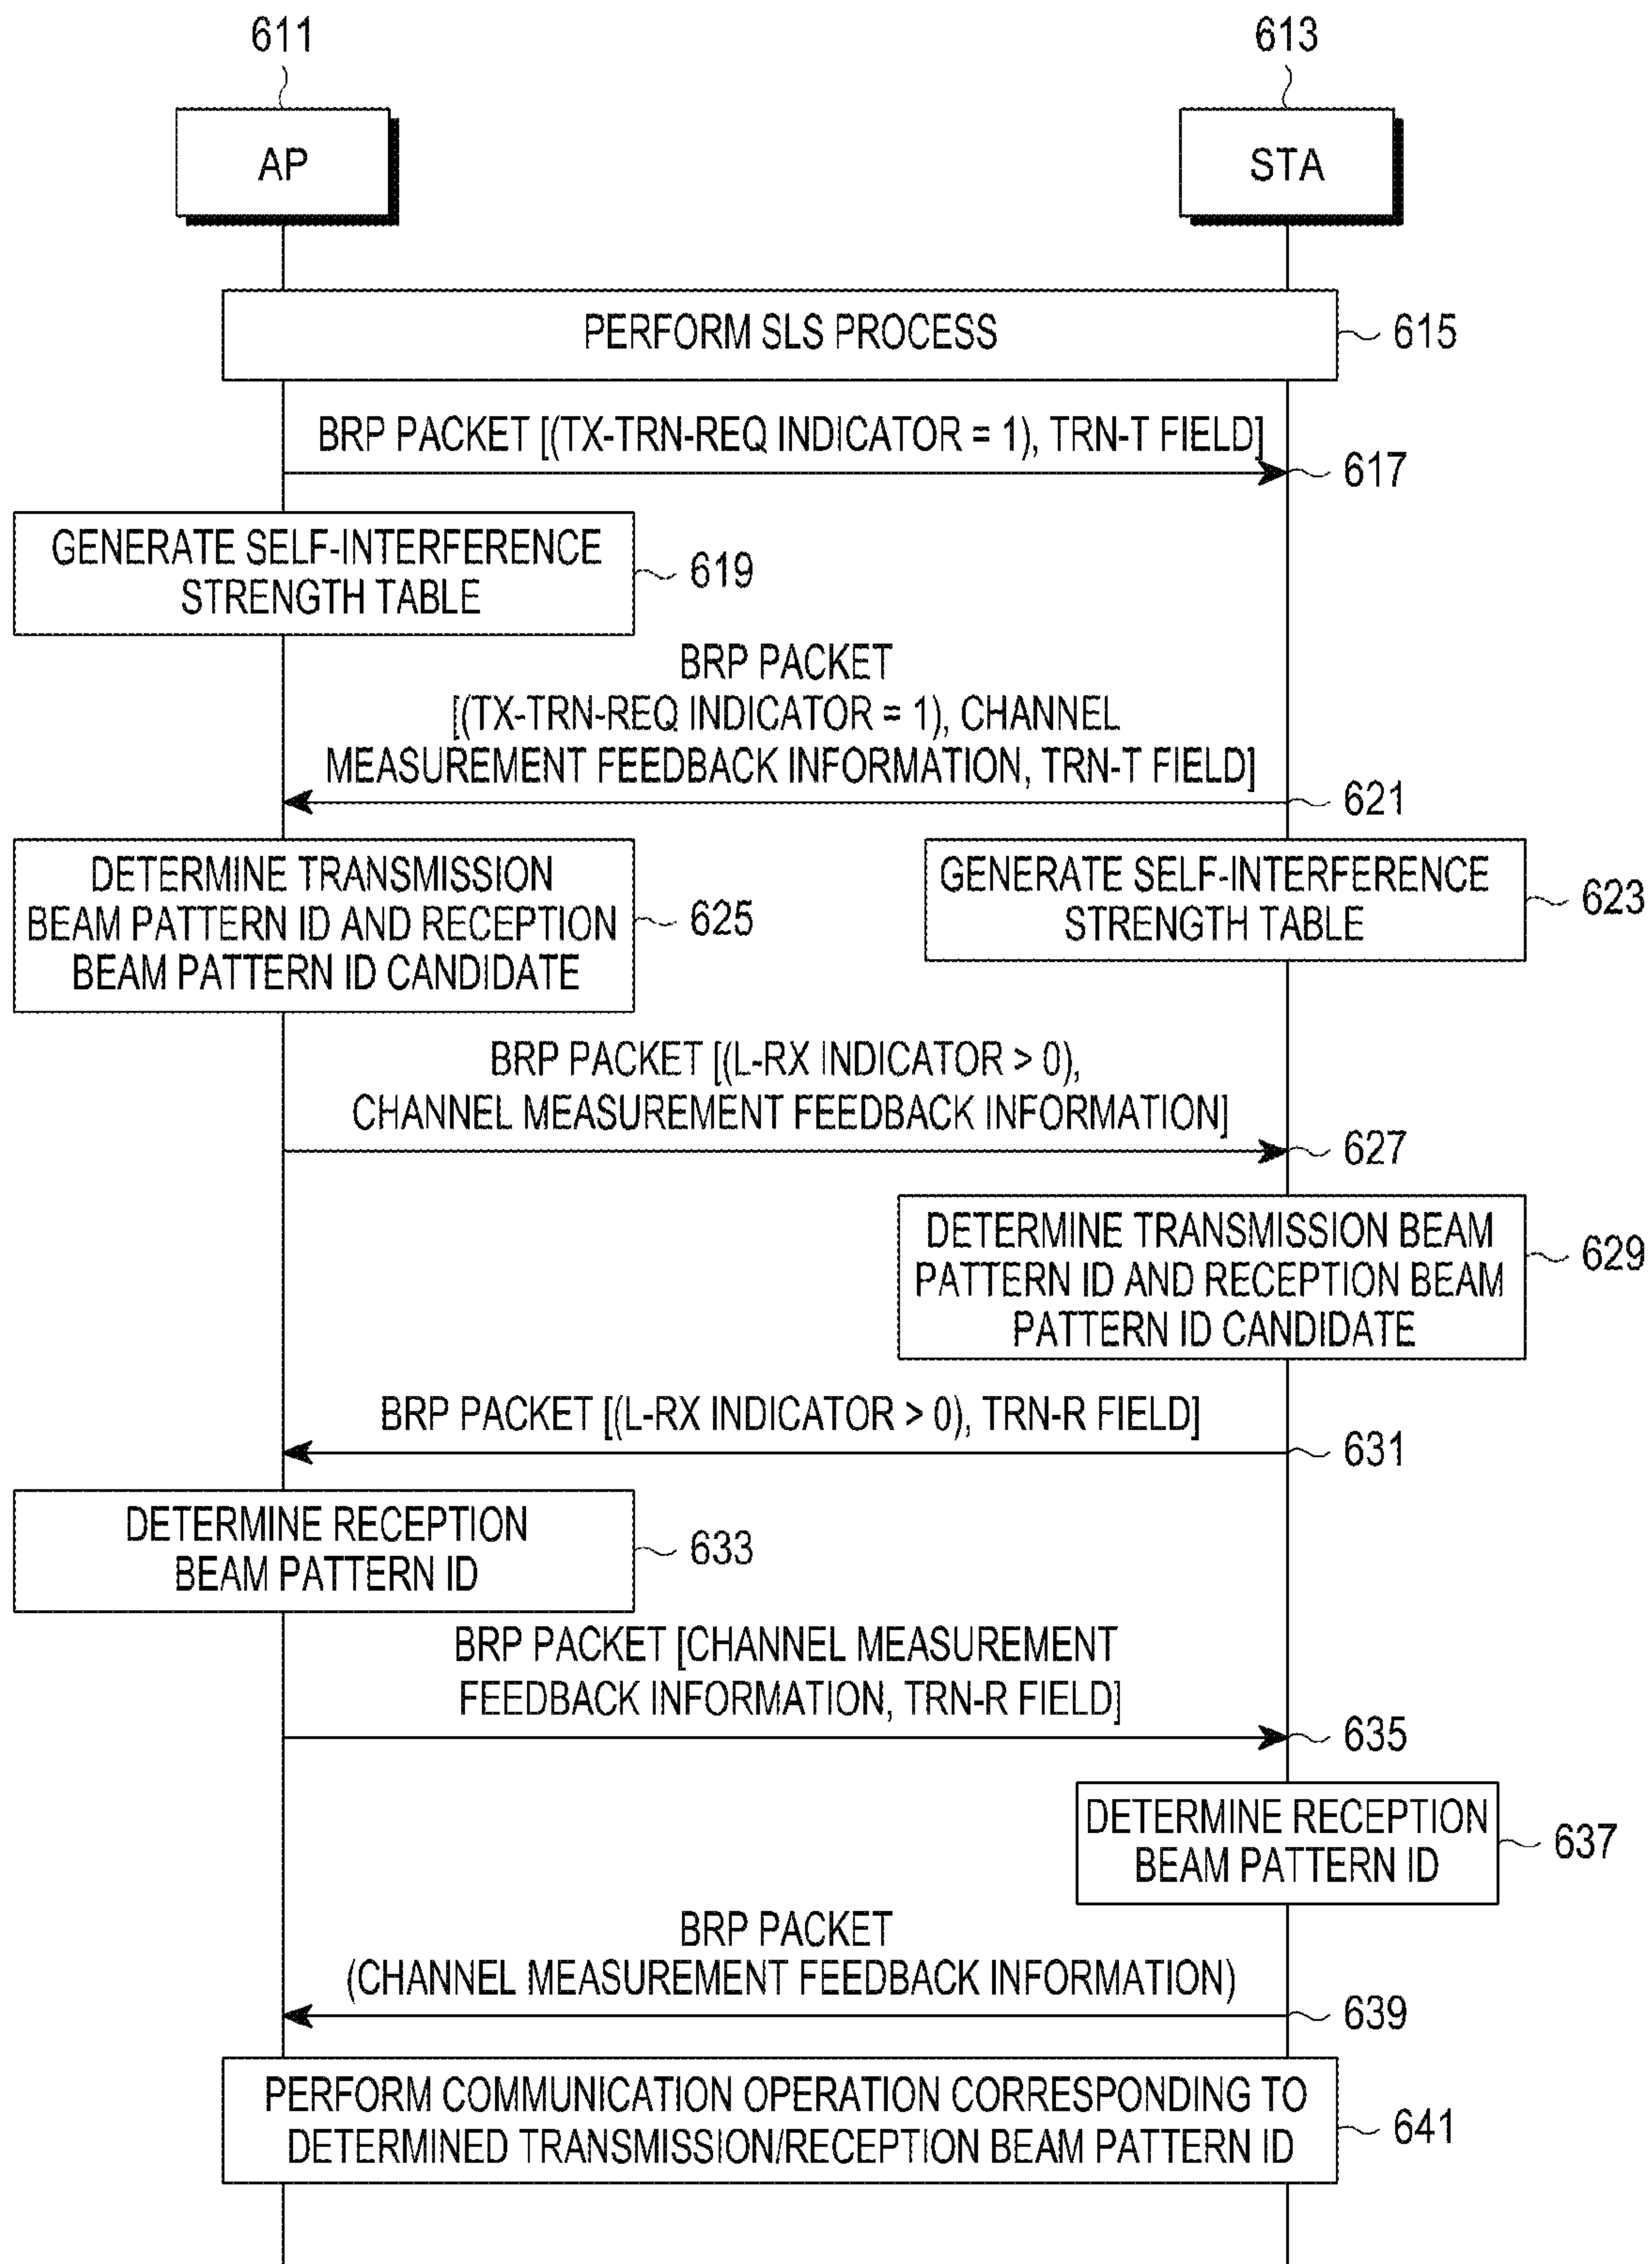 611
613
AP
STA
PERFORM SLS PROCESS
615
BRP PACKET [(TX-TRN-REQ INDICATOR = 1), TRN-T FIELD]
617
GENERATE SELF-INTERFERENCE
STRENGTH TABLE
619
BRP PACKET
[(TX-TRN-REQ INDICATOR = 1), CHANNEL
MEASUREMENT FEEDBACK INFORMATION, TRN-T FIELD]
621
DETERMINE TRANSMISSION
BEAM PATTERN ID AND RECEPTION
BEAM PATTERN ID CANDIDATE
625
GENERATE SELF-INTERFERENCE
STRENGTH TABLE
623
BRP PACKET [(L-RX INDICATOR > 0),
CHANNEL MEASUREMENT FEEDBACK INFORMATION]
627
DETERMINE TRANSMISSION BEAM
PATTERN ID AND RECEPTION BEAM
PATTERN ID CANDIDATE
629
BRP PACKET [(L-RX INDICATOR > 0), TRN-R FIELD]
631
DETERMINE RECEPTION
BEAM PATTERN ID
633
BRP PACKET [CHANNEL MEASUREMENT
FEEDBACK INFORMATION, TRN-R FIELD]
635
DETERMINE RECEPTION
BEAM PATTERN ID
637
BRP PACKET
(CHANNEL MEASUREMENT FEEDBACK INFORMATION)
639
PERFORM COMMUNICATION OPERATION CORRESPONDING TO
DETERMINED TRANSMISSION/RECEPTION BEAM PATTERN ID
641